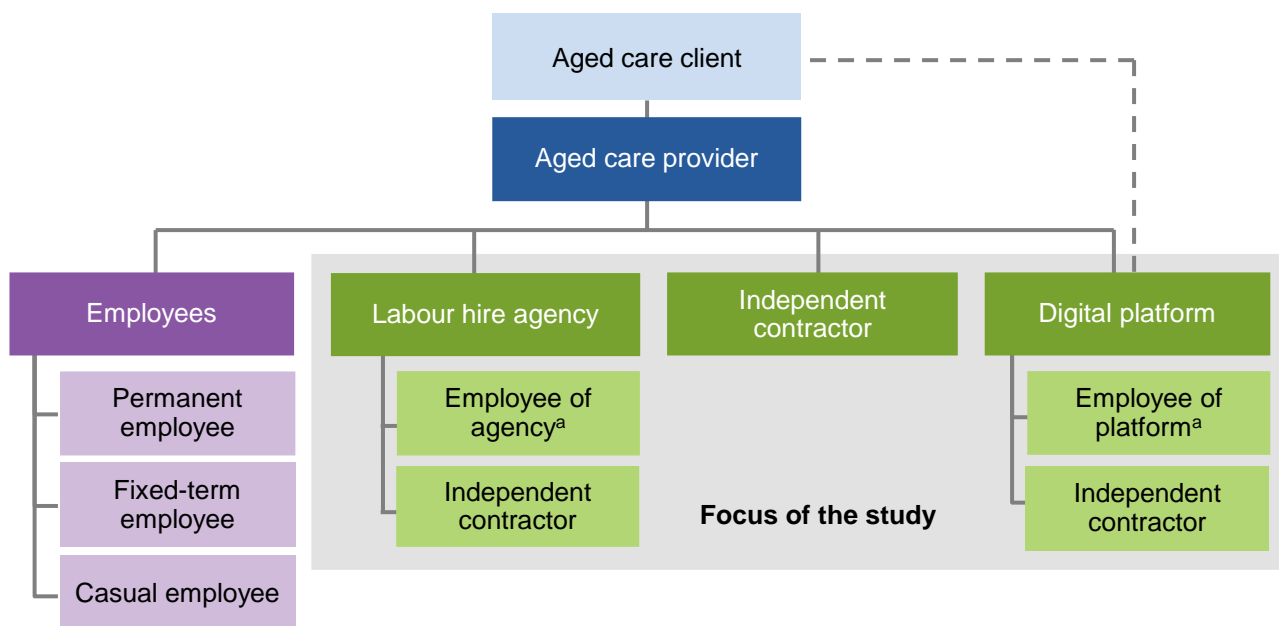 Aged care client
Aged care provider
Employees
Labour hire agency
Independent
contractor
Digital platform
Permanent
employee
Fixed-term
employee
Casual employee
Employee of
agencyᵃ
Independent
contractor
Focus of the study
Employee of
platformᵃ
Independent
contractor